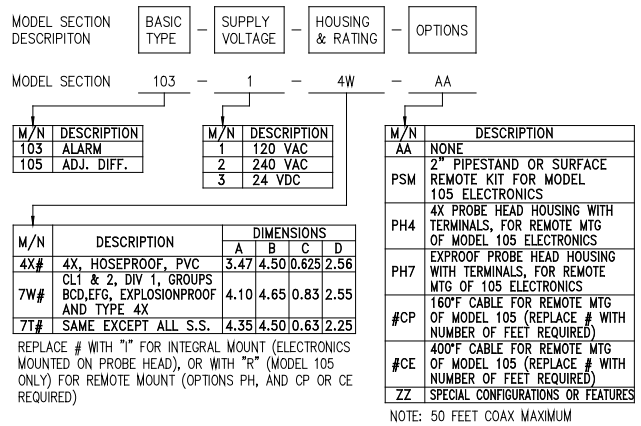 MODEL SECTION DESCRIPITON
BASIC TYPE – SUPPLY VOLTAGE – HOUSING & RATING – OPTIONS
MODEL SECTION 103 – 1 – 4W – AA
M/N DESCRIPTION
103 ALARM
105 ADJ. DIFF.
M/N DESCRIPTION
1 120 VAC
2 240 VAC
3 24 VDC
M/N DESCRIPTION DIMENSIONS
A B C D
4X# 4X, HOSEPROOF, PVC 3.47 4.50 0.625 2.56
7W# CL1 & 2, DIV 1, GROUPS
BCD,EFG, EXPLOSIONPROOF
AND TYPE 4X 4.10 4.65 0.83 2.55
7T# SAME EXCEPT ALL S.S. 4.35 4.50 0.63 2.25
REPLACE # WITH "I" FOR INTEGRAL MOUNT (ELECTRONICS
MOUNTED ON PROBE HEAD), OR WITH "R" (MODEL 105
ONLY) FOR REMOTE MOUNT (OPTIONS PH, AND CP OR CE
REQUIRED)
M/N DESCRIPTION
AA NONE
PSM 2" PIPESTAND OR SURFACE
REMOTE KIT FOR MODEL
105 ELECTRONICS
PH4 4X PROBE HEAD HOUSING WITH
TERMINALS, FOR REMOTE MTG
OF MODEL 105 ELECTRONICS
PH7 EXPROOF PROBE HEAD HOUSING
WITH TERMINALS, FOR REMOTE
MTG OF 105 ELECTRONICS
#CP 160°F CABLE FOR REMOTE MTG
OF MODEL 105 (REPLACE # WITH
NUMBER OF FEET REQUIRED)
#CE 400°F CABLE FOR REMOTE MTG
OF MODEL 105 (REPLACE # WITH
NUMBER OF FEET REQUIRED)
ZZ SPECIAL CONFIGURATIONS OR FEATURES
NOTE: 50 FEET COAX MAXIMUM